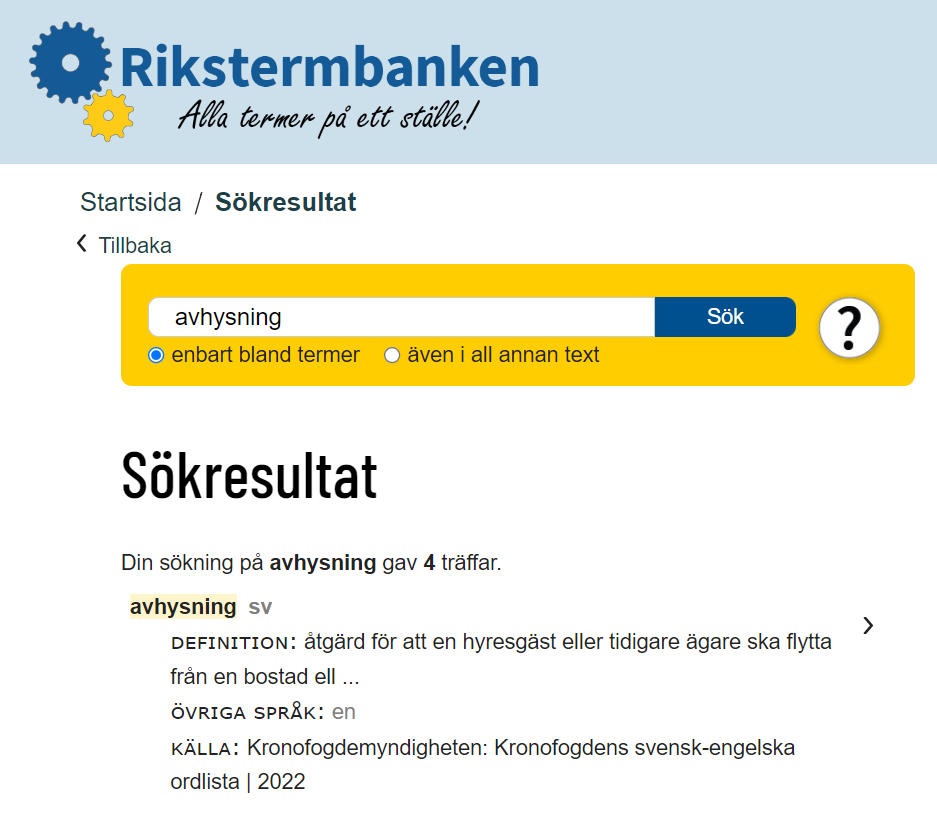 Rikstermbanken
Alla termer på ett ställe!
Startsida / Sökresultat
Tillbaka
avhysning Sök ?
enbart bland termer även i all annan text
Sökresultat
Din sökning på avhysning gav 4 träffar.
avhysning sv
DEFINITION: åtgärd för att en hyresgäst eller tidigare ägare ska flytta
från en bostad ell ...
ÖVRIGA SPRÅK: en
KÄLLA: Kronofogdemyndigheten: Kronofogdens svensk-engelska
ordlista | 2022